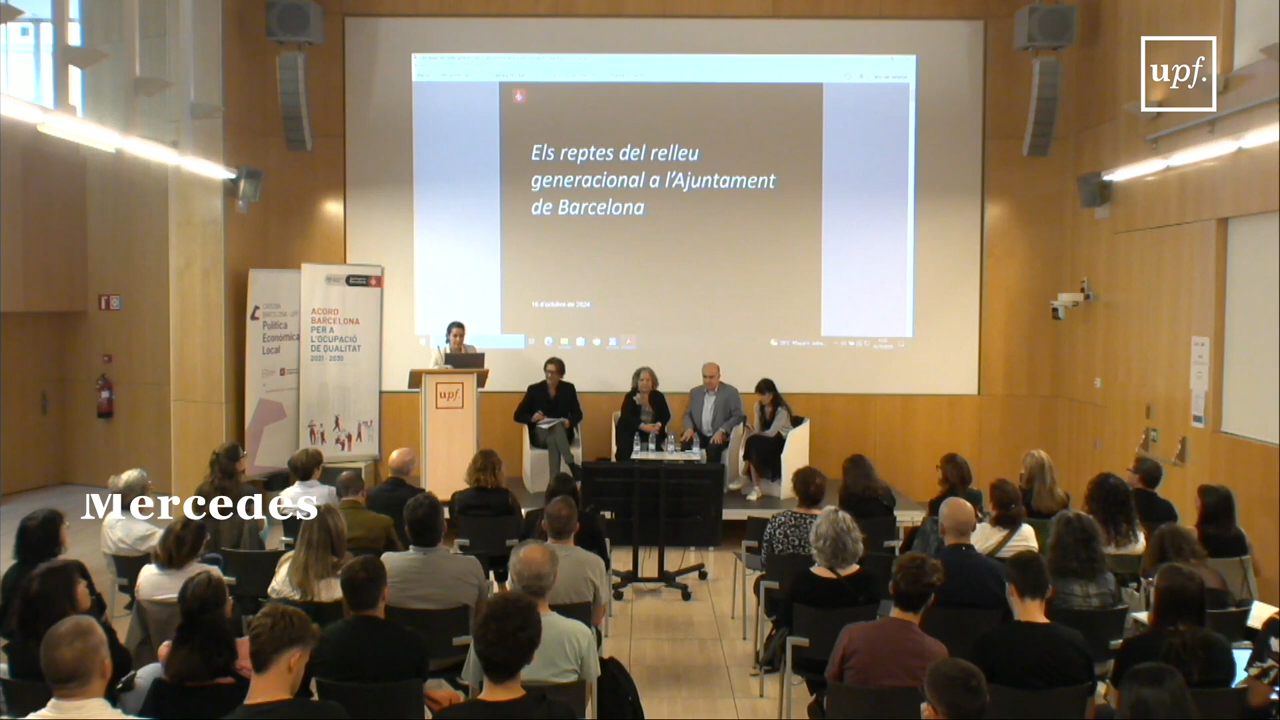 upf.
Els reptes del relleu
generacional a l'Ajuntament
de Barcelona
16 d'octubre de 2024
Política
Econòmica
Local
ACORD
BARCELONA
PER A
L'OCUPACIÓ
DE QUALITAT
2021 - 2030
upf.
Mercedes